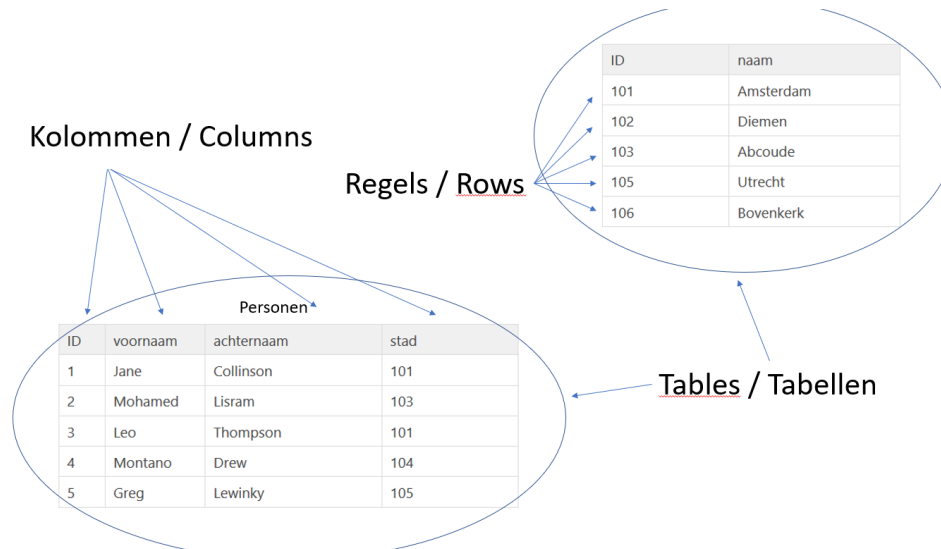 ID naam
101 Amsterdam
102 Diemen
103 Abcoude
105 Utrecht
106 Bovenkerk
Kolommen / Columns
Regels / Rows
Personen
ID voornaam achternaam stad
1 Jane Collinson 101
2 Mohamed Lisram 103
3 Leo Thompson 101
4 Montano Drew 104
5 Greg Lewinky 105
Tables / Tabellen